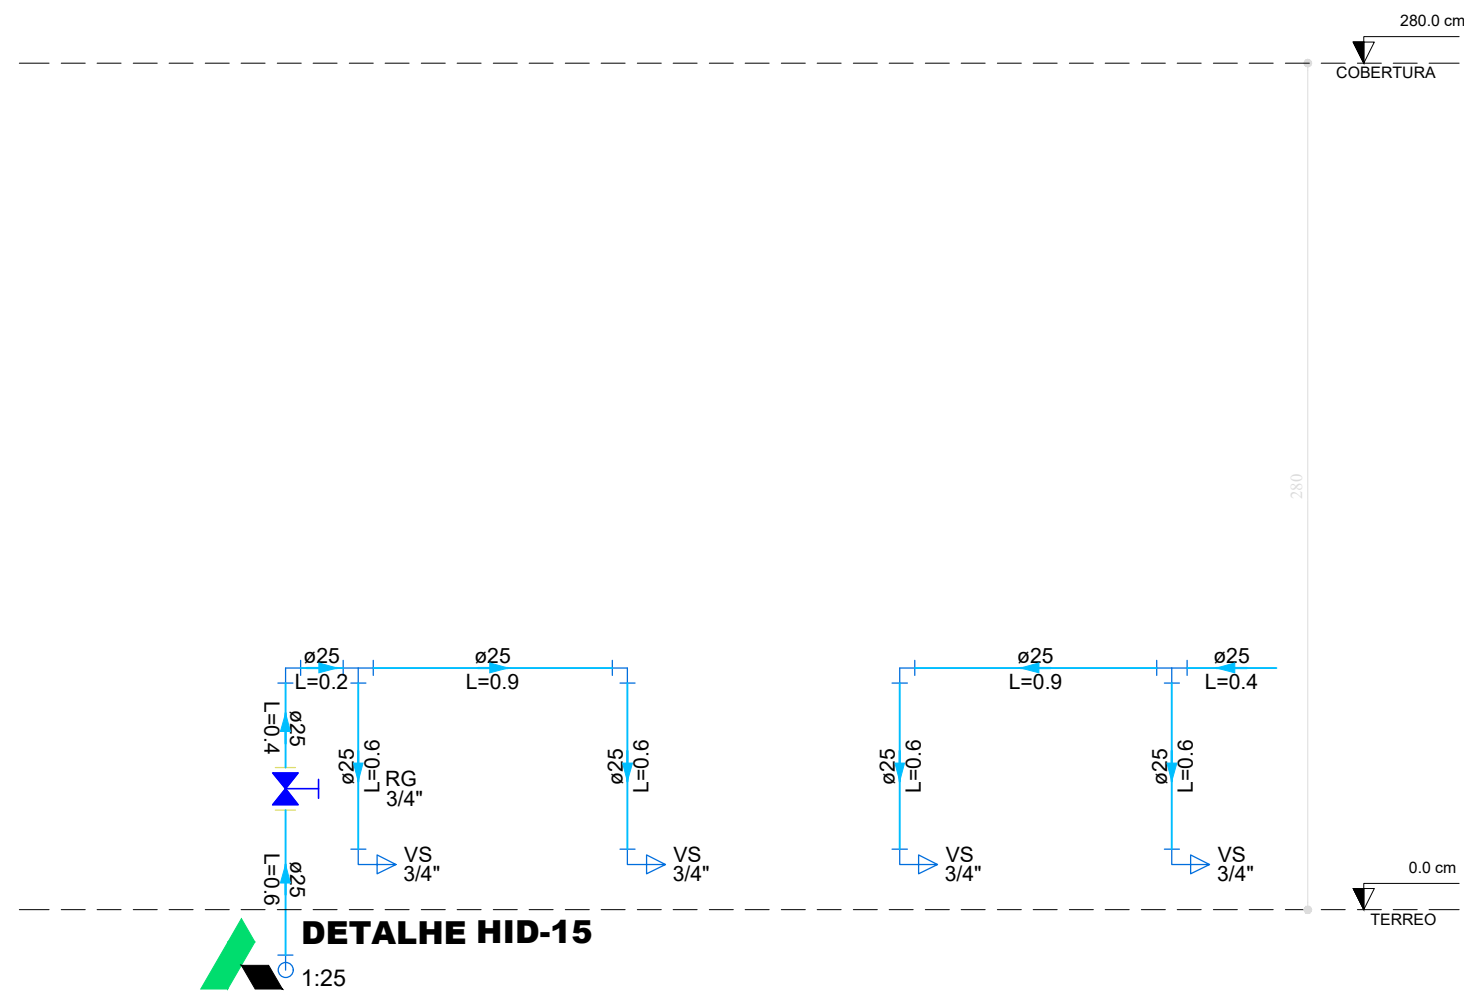 280.0 cm
COBERTURA
280
ø25
L=0.2
ø25
L=0.9
ø25
L=0.9
ø25
L=0.4
L=0.4
ø25
ø25
L=0.6
RG
3/4"
ø25
L=0.6
ø25
L=0.6
ø25
L=0.6
VS
3/4"
VS
3/4"
VS
3/4"
VS
3/4"
L=0.6
ø25
0.0 cm
TERREO
DETALHE HID-15
1:25